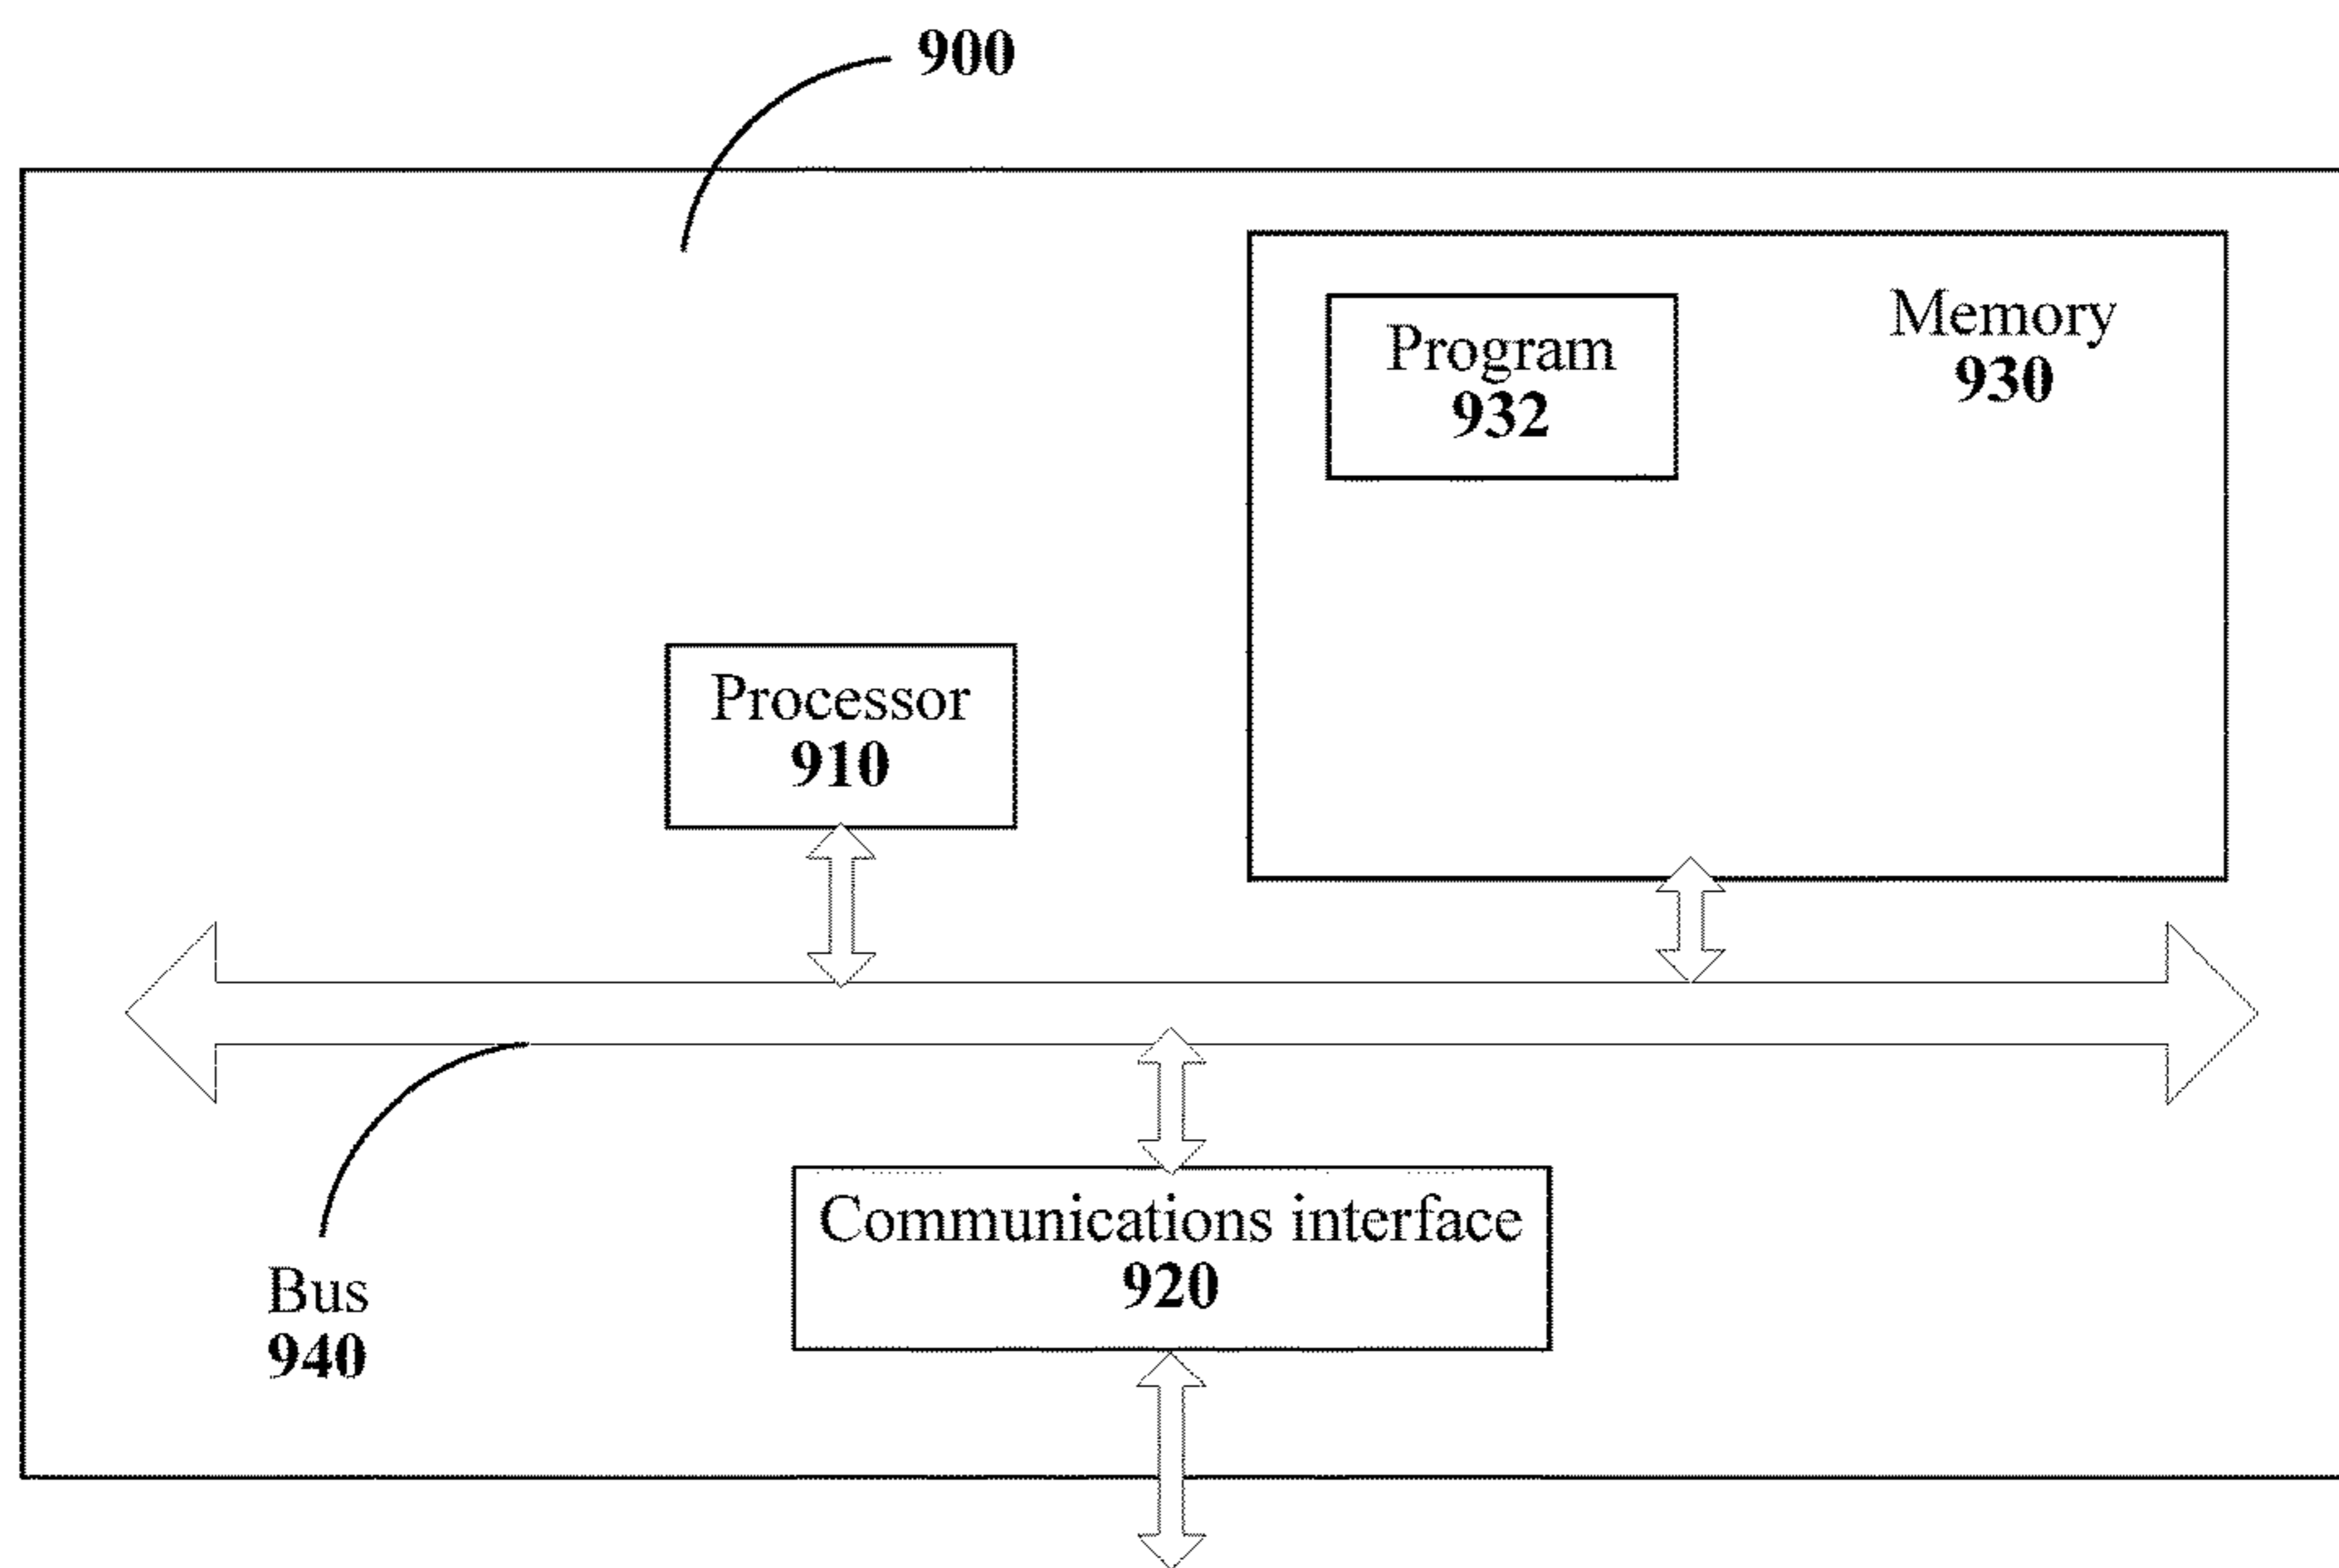 900
Program
932
Memory
930
Processor
910
Communications interface
920
Bus
940